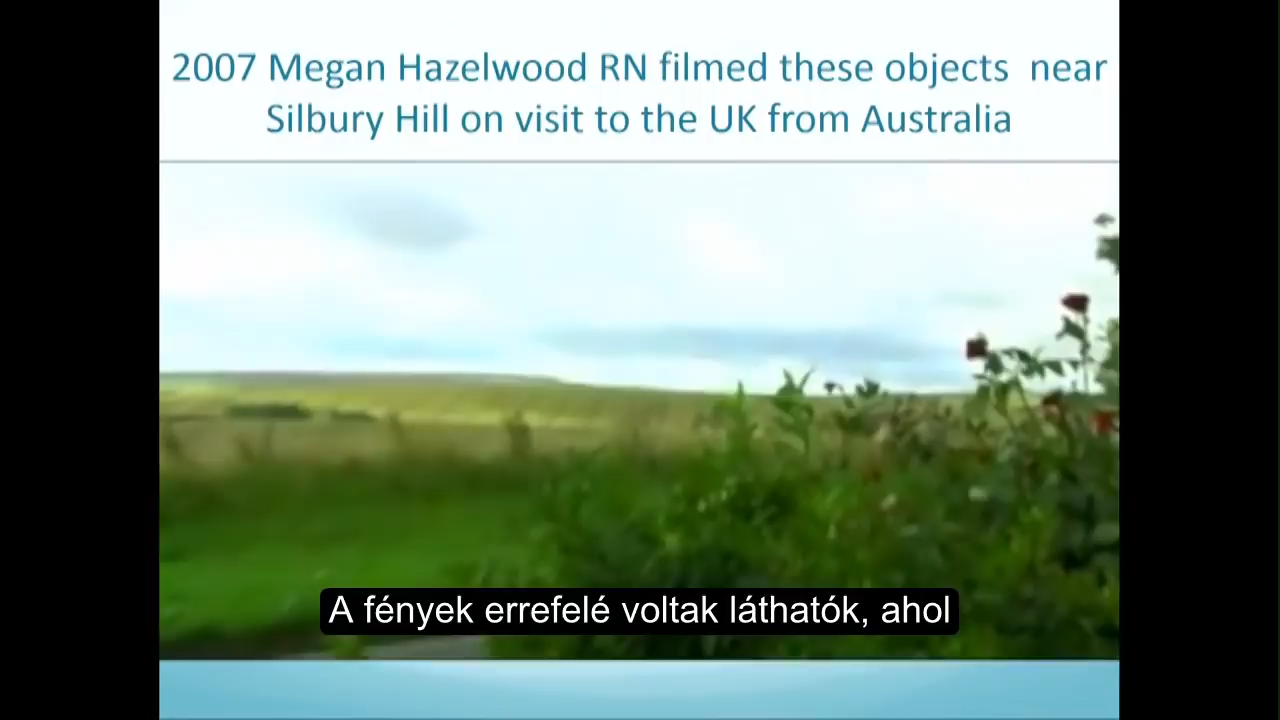 2007 Megan Hazelwood RN filmed these objects near
Silbury Hill on visit to the UK from Australia
A fények errefelé voltak láthatók, ahol